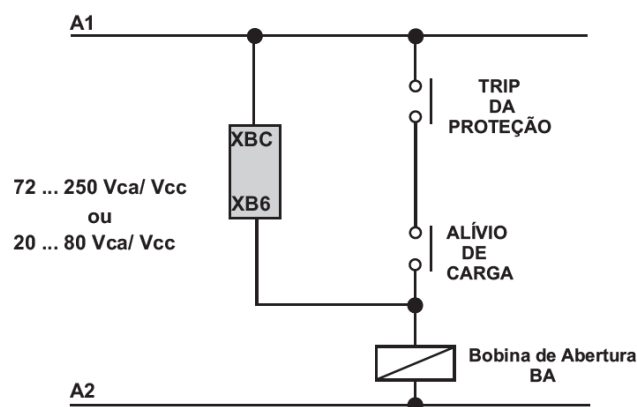 A1
XBC
XB6
72 ... 250 Vca/ Vcc
ou
20 ... 80 Vca/ Vcc
TRIP
DA
PROTEÇÃO
ALÍVIO
DE
CARGA
Bobina de Abertura
BA
A2